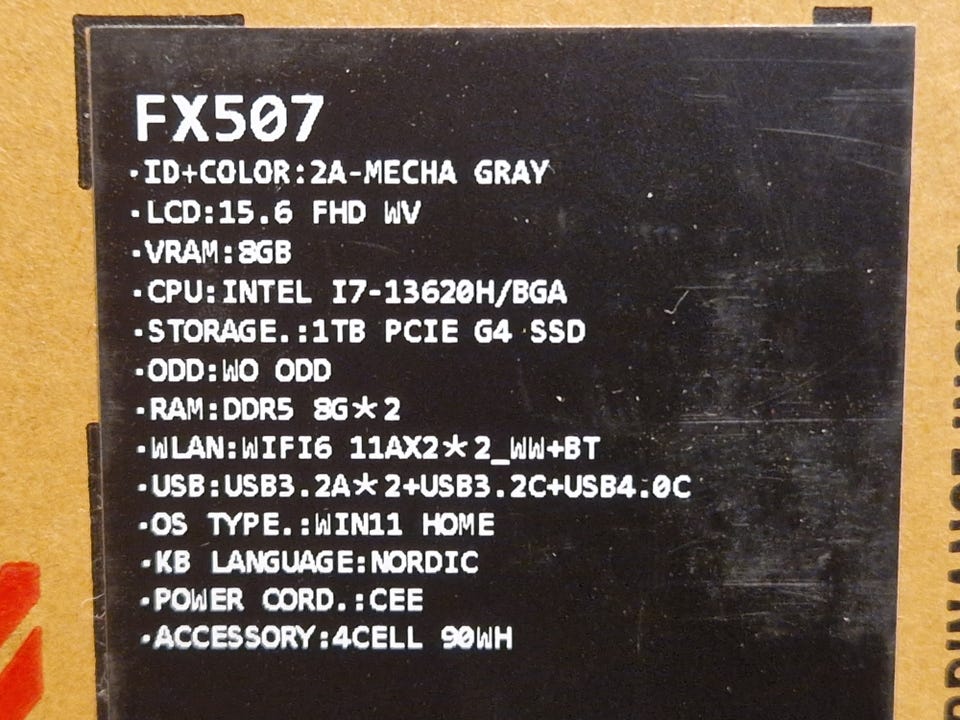 FX507
·ID+COLOR:2A-MECHA GRAY
·LCD:15.6 FHD WV
·VRAM:8GB
·CPU:INTEL I7-13620H/BGA
·STORAGE.:1TB PCIE G4 SSD
·ODD:WO ODD
·RAM:DDR5 8G*2
·WLAN:WIFI6 11AX2*2_WW+BT
·USB:USB3.2A*2+USB3.2C+USB4.0C
·OS TYPE.:WIN11 HOME
·KB LANGUAGE:NORDIC
·POWER CORD.:CEE
·ACCESSORY:4CELL 90WH